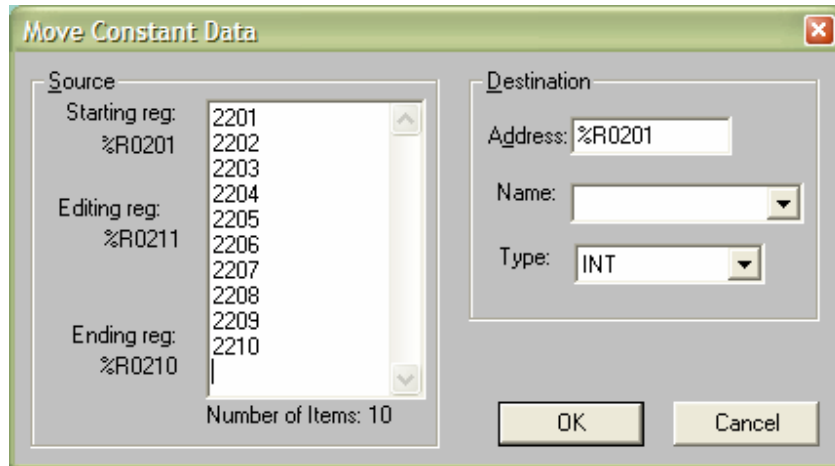 Move Constant Data
Source
Starting reg:
%R0201
Editing reg:
%R0211
Ending reg:
%R0210
2201
2202
2203
2204
2205
2206
2207
2208
2209
2210
Number of Items: 10
Destination
Address: %R0201
Name:
Type: INT
OK Cancel